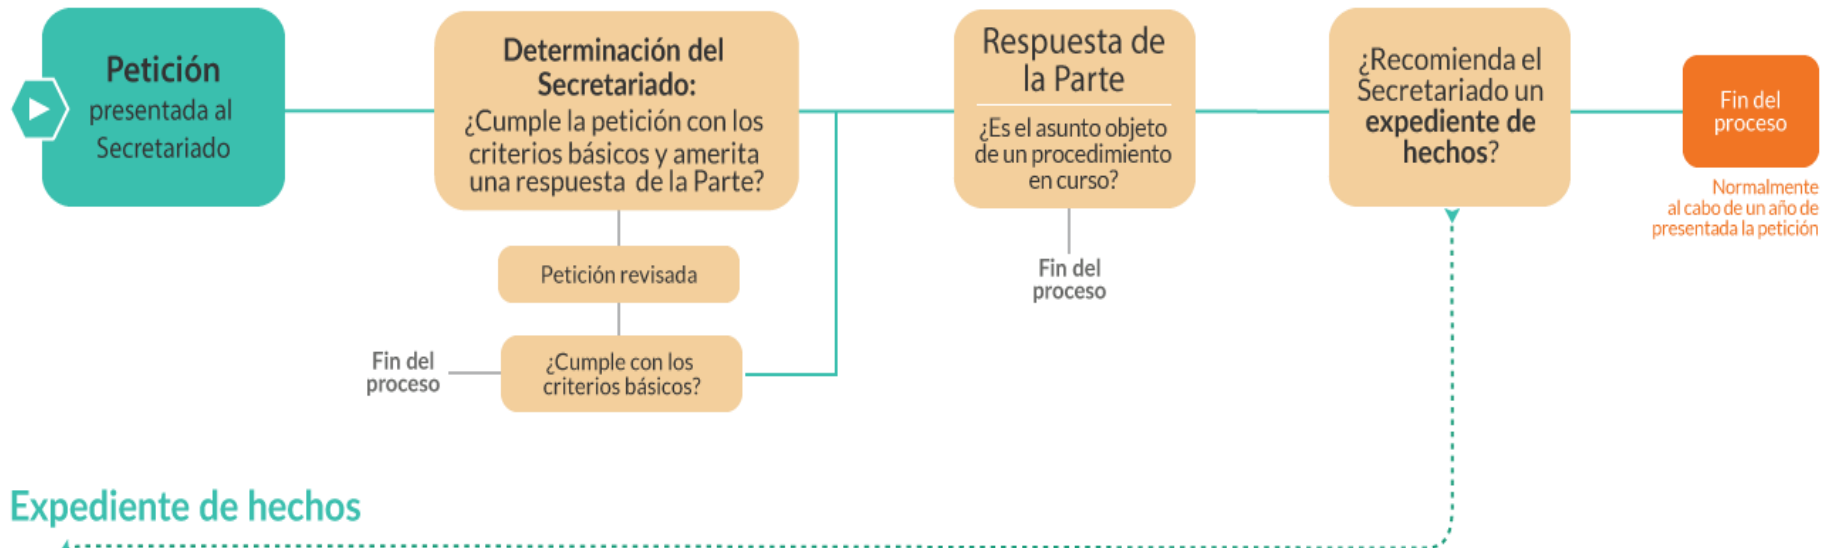 Petición
presentada al
Secretariado
Determinación del
Secretariado:
¿Cumple la petición con los
criterios básicos y amerita
una respuesta de la Parte?
Petición revisada
¿Cumple con los
criterios básicos?
Fin del
proceso
Respuesta de
la Parte
¿Es el asunto objeto
de un procedimiento
en curso?
Fin del
proceso
¿Recomienda el
Secretariado un
expediente de
hechos?
Fin del
proceso
Normalmente
al cabo de un año de
presentada la petición
Expediente de hechos